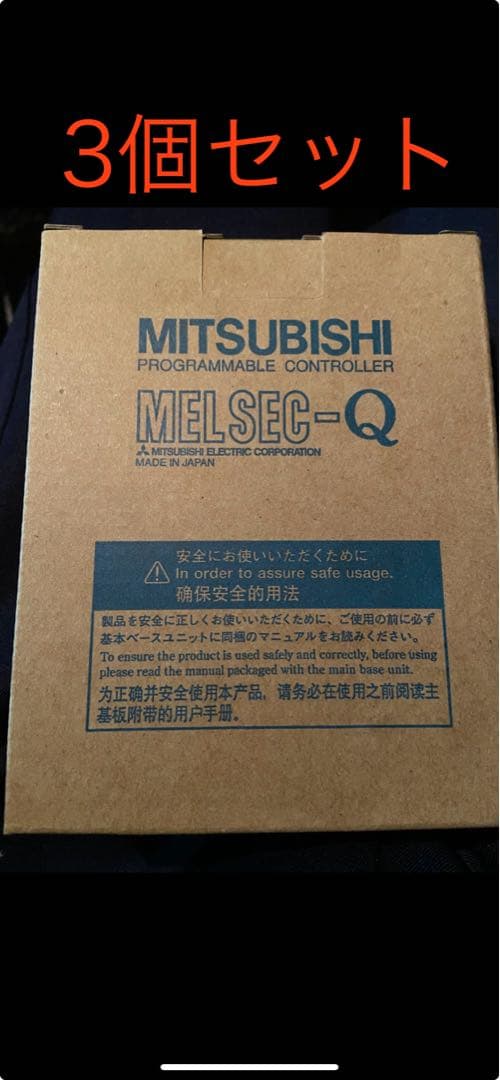 3個セット
MITSUBISHI
PROGRAMMABLE CONTROLLER
MELSEC-Q
MITSUBISHI ELECTRIC CORPORATION
MADE IN JAPAN
安全にお使いいただくために
In order to assure safe usage.
确保安全的用法
製品を安全に正しくお使いいただくために、ご使用の前に必ず
基本ベースユニットに同梱のマニュアルをお読みください。
To ensure the product is used safely and correctly, before using
please read the manual packaged with the main base unit.
为正确并安全使用本产品，请务必在使用之前阅读主
基板附带的用户手册。